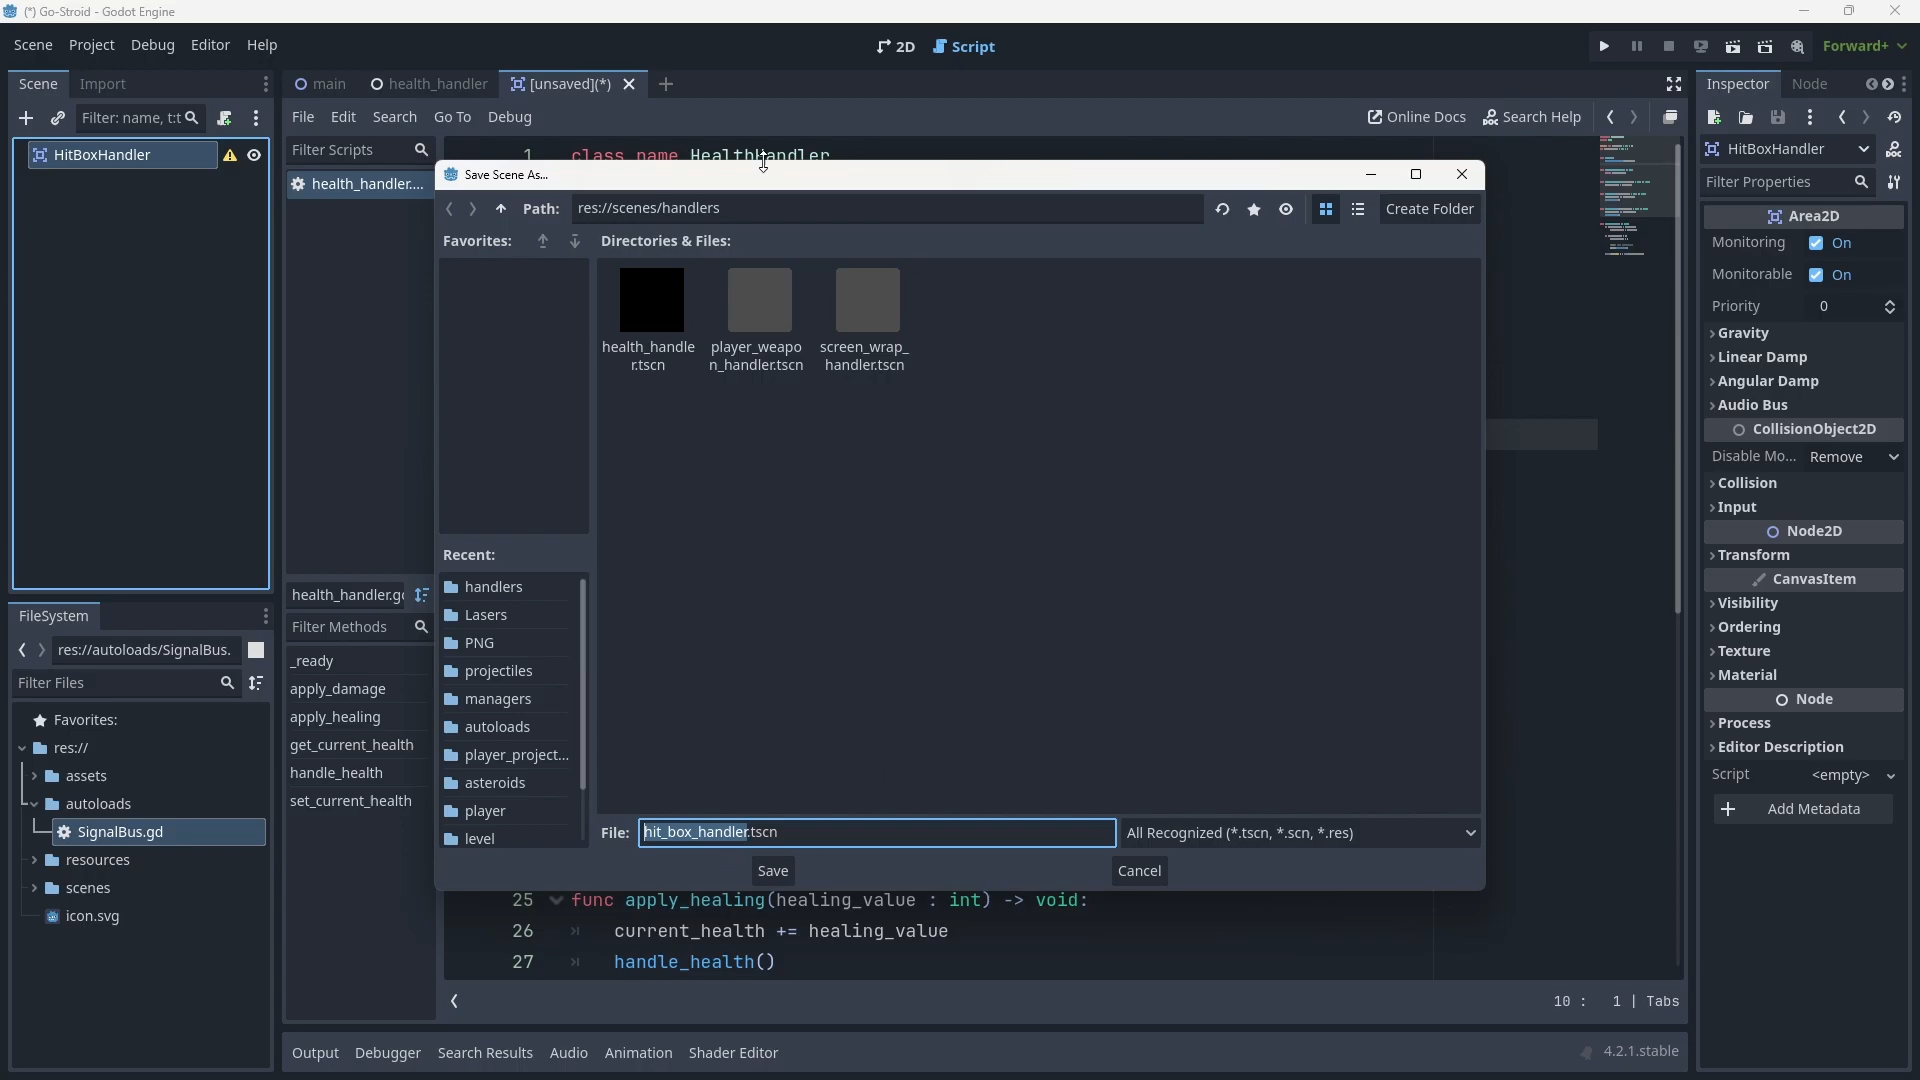 (*) Go-Stroid - Godot Engine
Scene Project Debug Editor Help
2D Script
Forward+
Scene Import
main health_handler [unsaved](*)
Inspector Node
Filter: name, t:t
File Edit Search Go To Debug
Online Docs Search Help
HitBoxHandler
Filter Scripts
1 class_name HealthHandler
HitBoxHandler
health_handler....
Filter Properties
Save Scene As...
Path: res://scenes/handlers
Create Folder
Favorites:
Directories & Files:
health_handle
r.tscn
player_weapo
n_handler.tscn
screen_wrap_
handler.tscn
Recent:
handlers
Lasers
PNG
projectiles
managers
autoloads
player_project...
asteroids
player
level
File: hit_box_handler.tscn
All Recognized (*.tscn, *.scn, *.res)
Save Cancel
Area2D
Monitoring On
Monitorable On
Priority 0
Gravity
Linear Damp
Angular Damp
Audio Bus
CollisionObject2D
Disable Mo... Remove
Collision
Input
Node2D
Transform
CanvasItem
Visibility
Ordering
Texture
Material
Node
Process
Editor Description
Script <empty>
Add Metadata
FileSystem
res://autoloads/SignalBus.
Filter Files
Favorites:
res://
assets
autoloads
SignalBus.gd
resources
scenes
icon.svg
health_handler.g
Filter Methods
_ready
apply_damage
apply_healing
get_current_health
handle_health
set_current_health
25 func apply_healing(healing_value : int) -> void:
26 current_health += healing_value
27 handle_health()
10 : 1 | Tabs
Output Debugger Search Results Audio Animation Shader Editor
4.2.1.stable